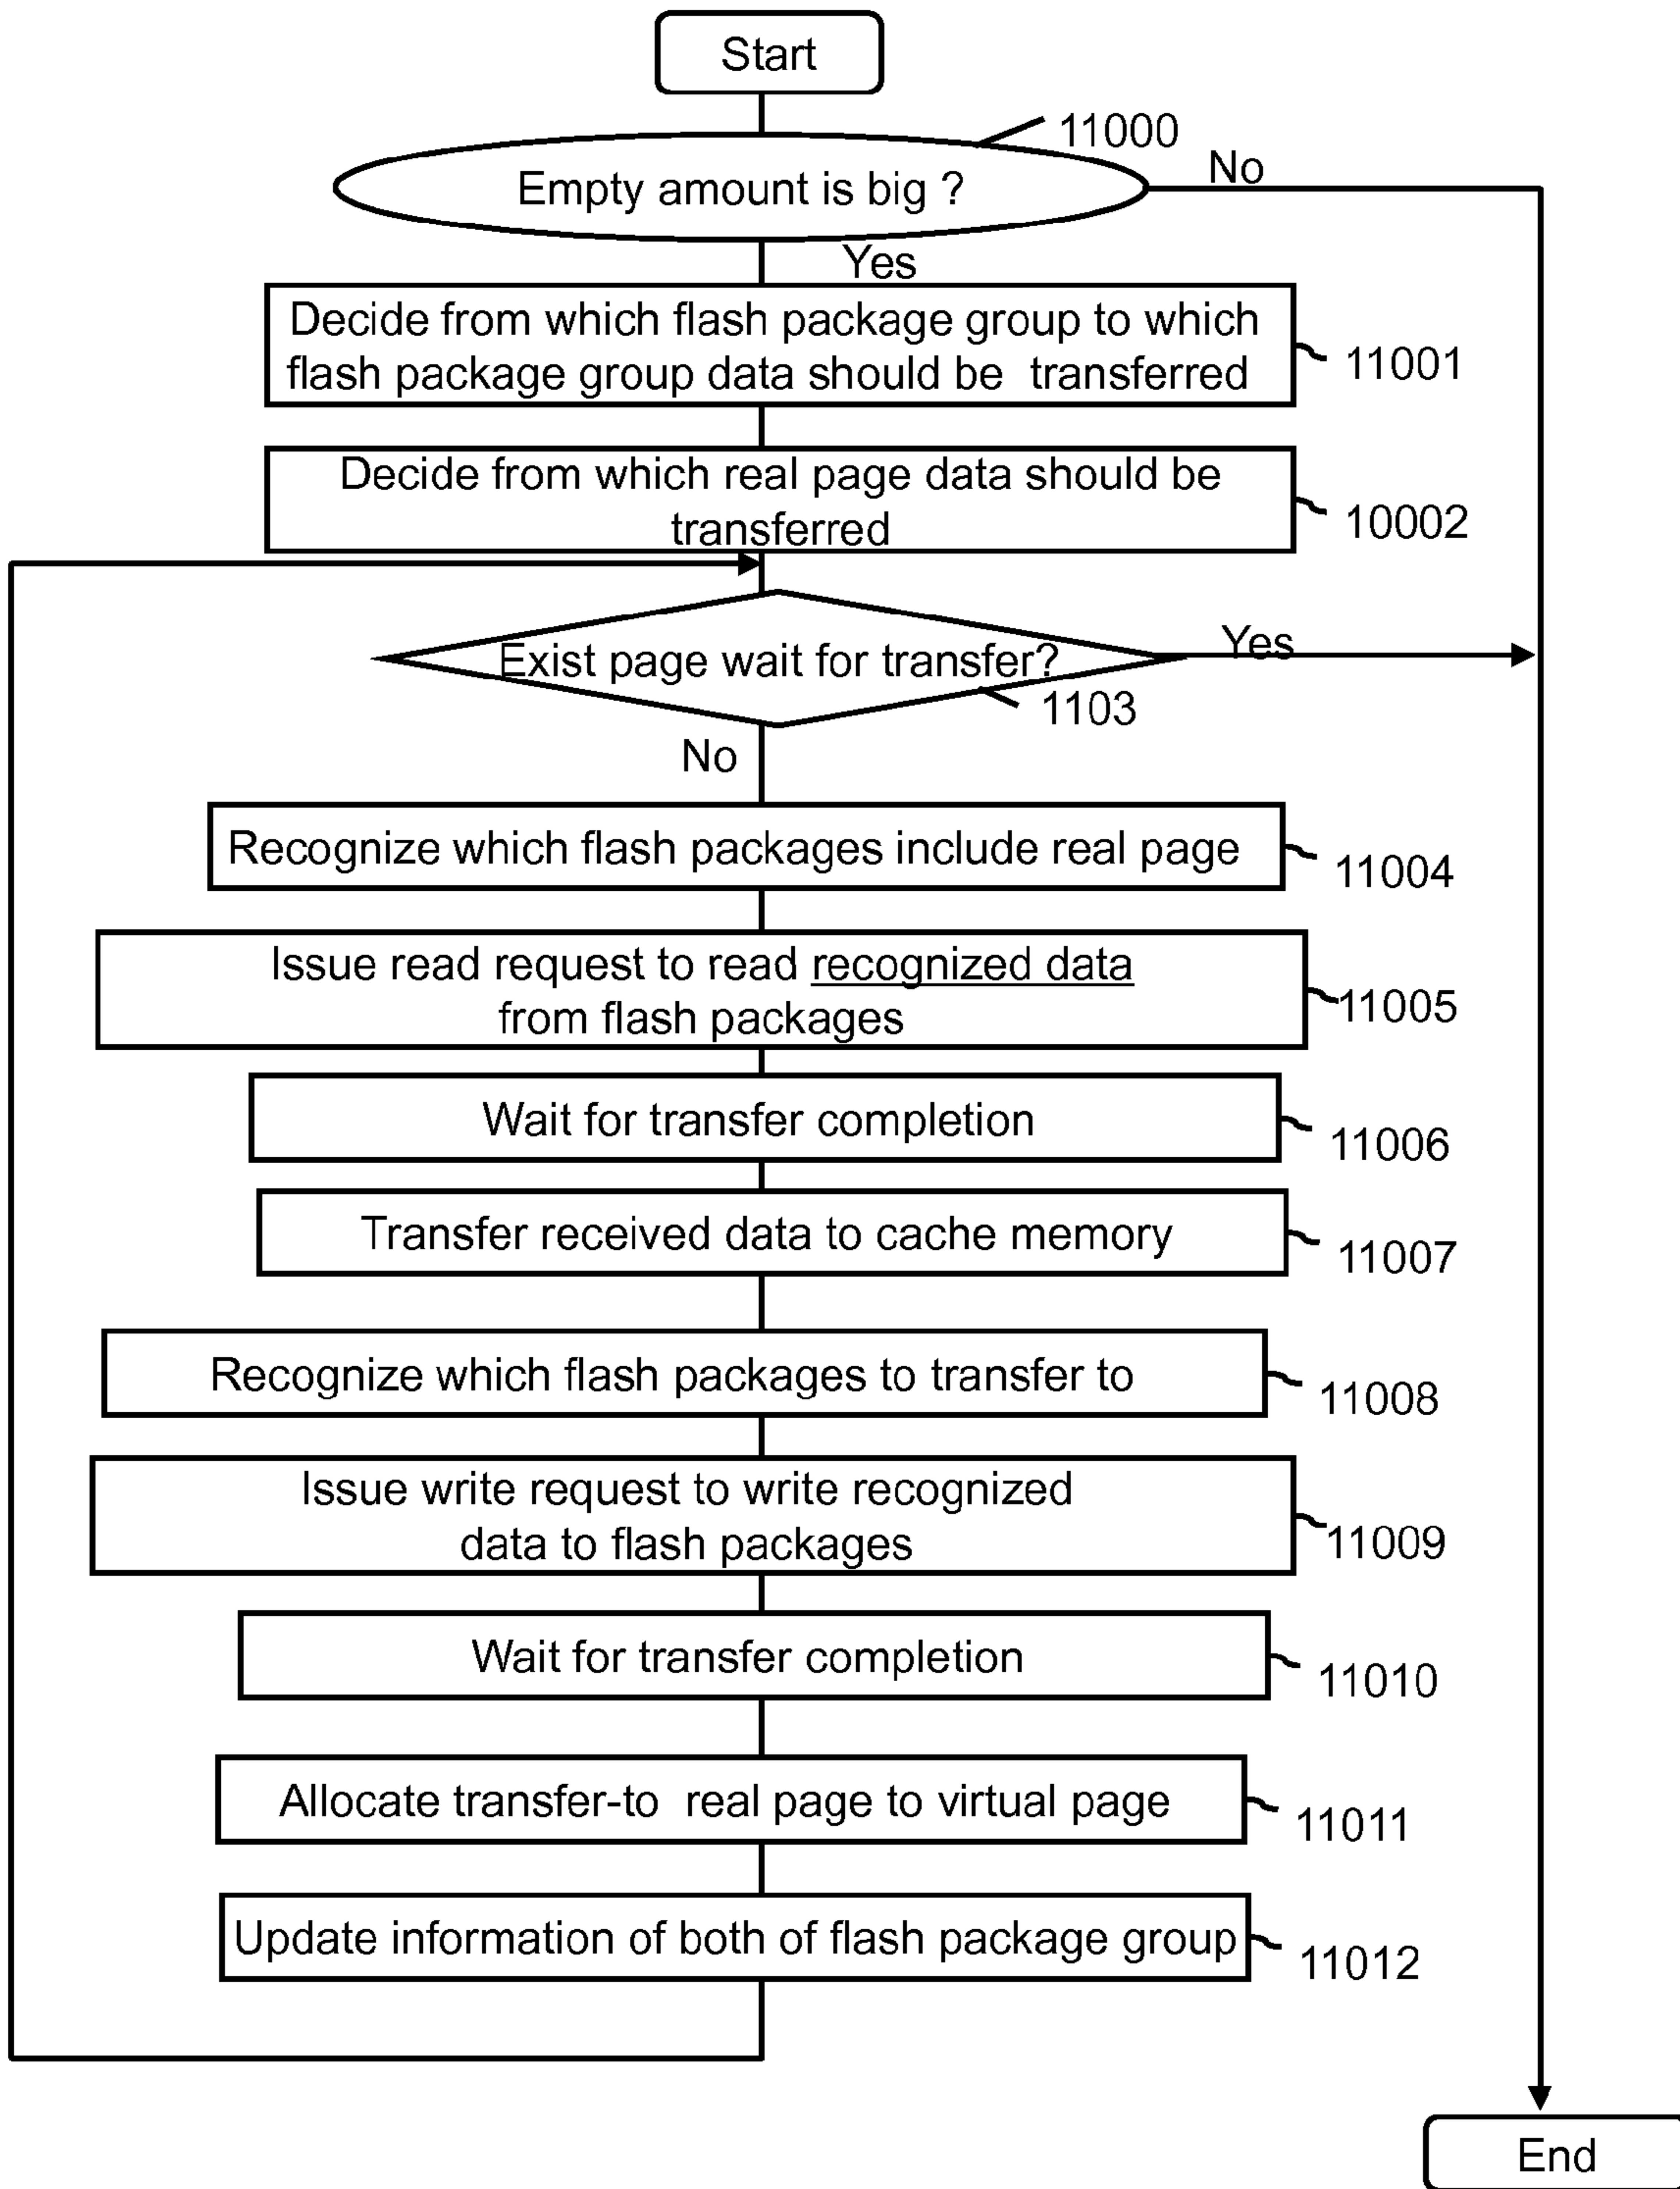 Start
11000
Empty amount is big ?
No
Yes
Decide from which flash package group to which
flash package group data should be transferred
11001
Decide from which real page data should be
transferred
10002
Exist page wait for transfer?
Yes
1103
No
Recognize which flash packages include real page
11004
Issue read request to read recognized data
from flash packages
11005
Wait for transfer completion
11006
Transfer received data to cache memory
11007
Recognize which flash packages to transfer to
11008
Issue write request to write recognized
data to flash packages
11009
Wait for transfer completion
11010
Allocate transfer-to real page to virtual page
11011
Update information of both of flash package group
11012
End